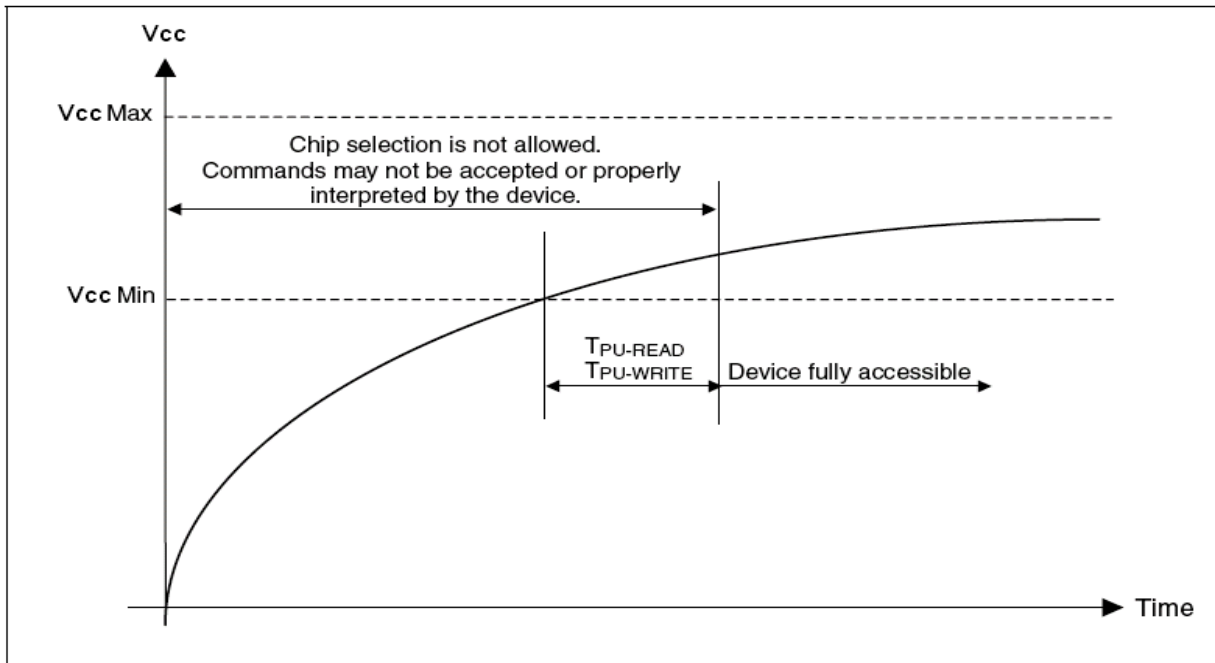 Vcc
Vcc Max
Chip selection is not allowed.
Commands may not be accepted or properly
interpreted by the device.
Vcc Min
TPU-READ
TPU-WRITE
Device fully accessible
Time